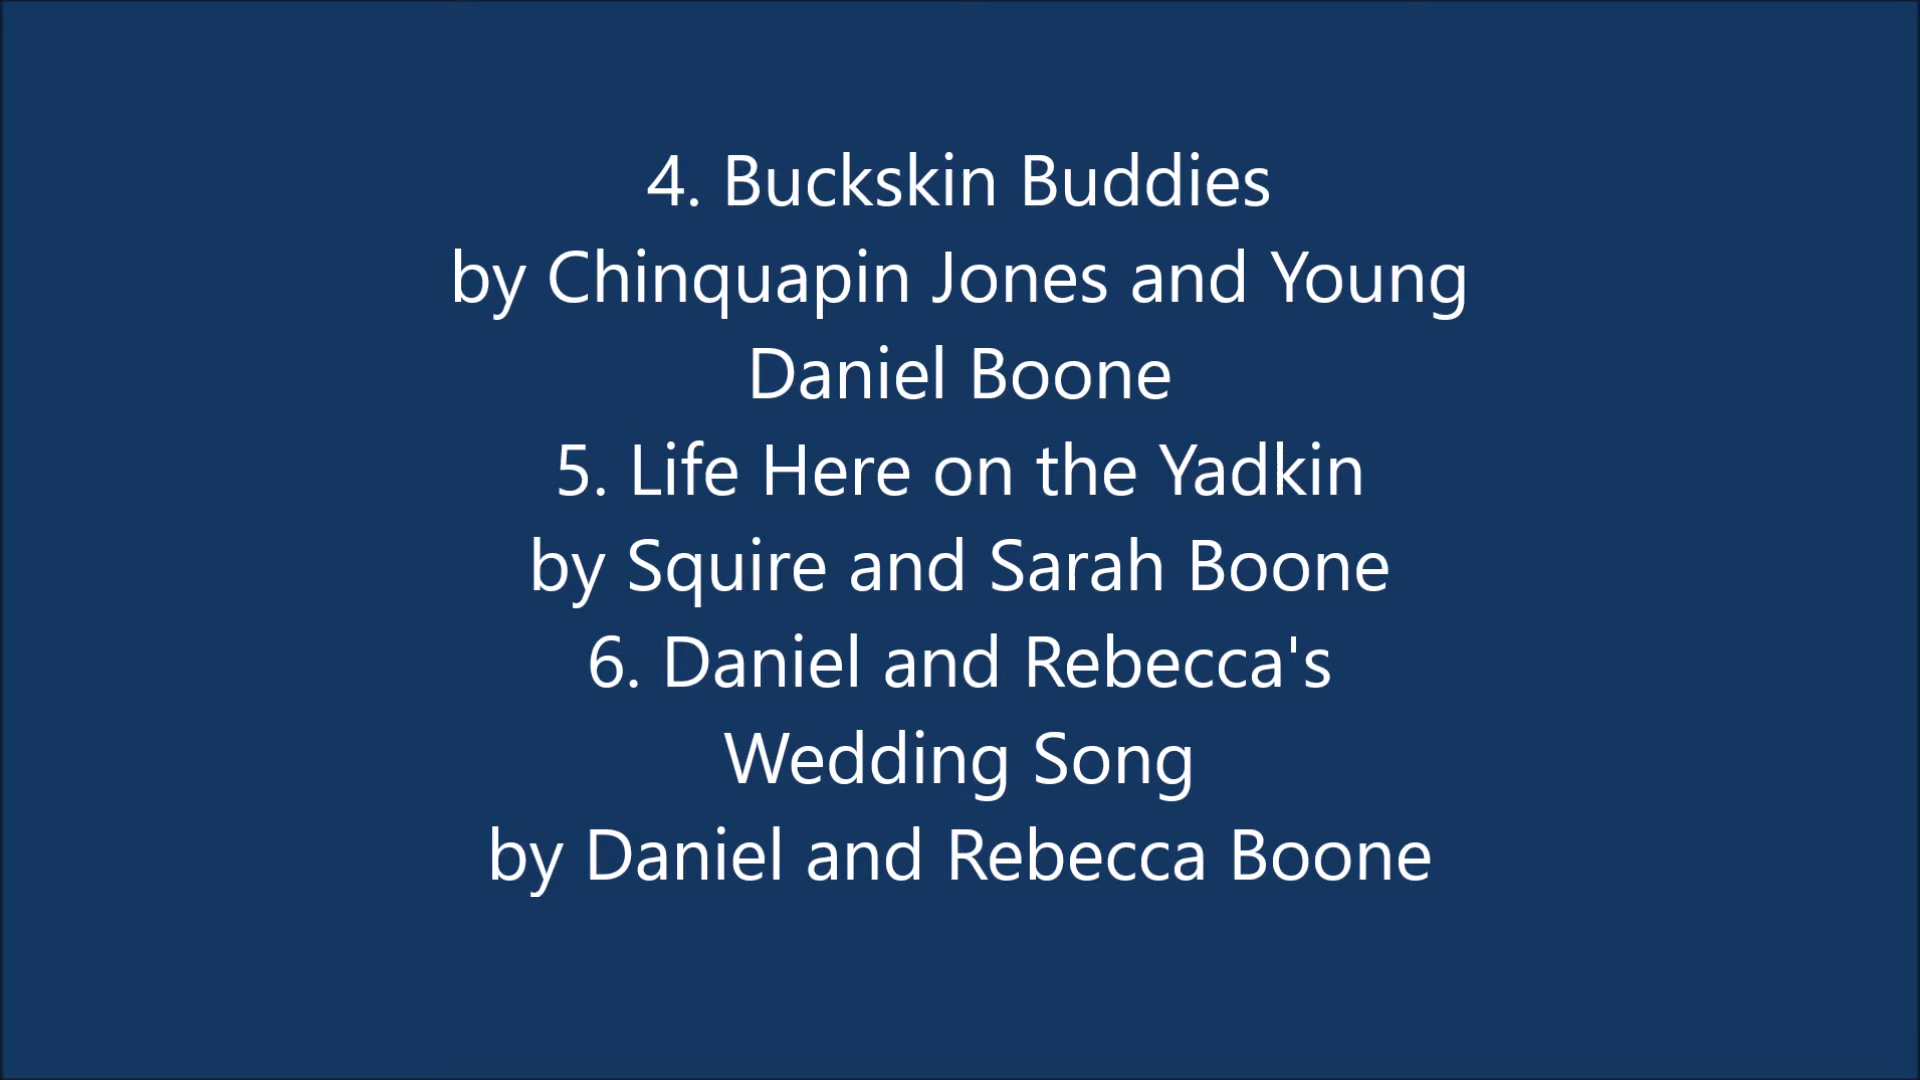 4. Buckskin Buddies
by Chinquapin Jones and Young
Daniel Boone
5. Life Here on the Yadkin
by Squire and Sarah Boone
6. Daniel and Rebecca's
Wedding Song
by Daniel and Rebecca Boone